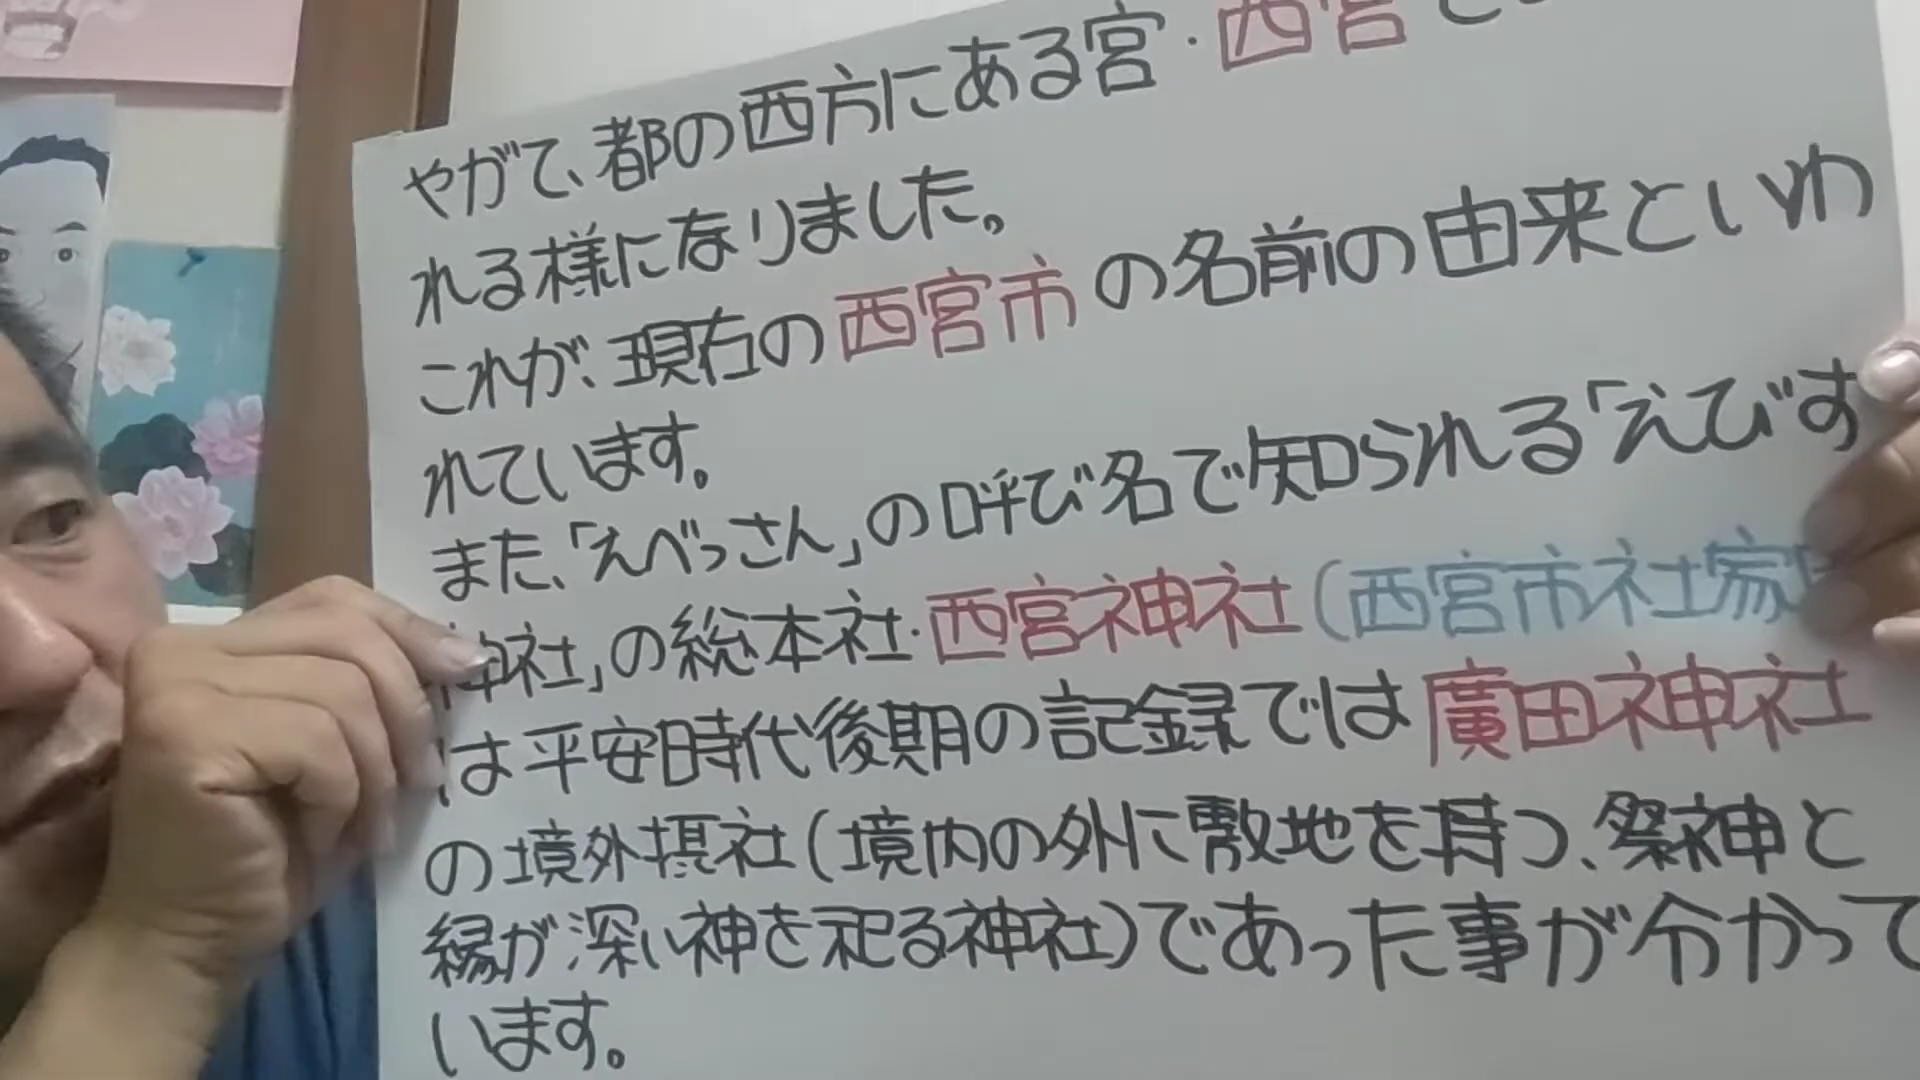 やがて、都の西方にある宮・西宮と
れる様になりました。
これが、現在の西宮市の名前の由来といわ
れています。
また、「えべっさん」の呼び名で知られる「えびす
神社」の総本社・西宮神社(西宮市社家
は平安時代後期の記録では廣田神社
の境外摂社(境内の外に敷地を持つ、祭神と
縁が深い神を祀る神社)であった事が分かって
います。